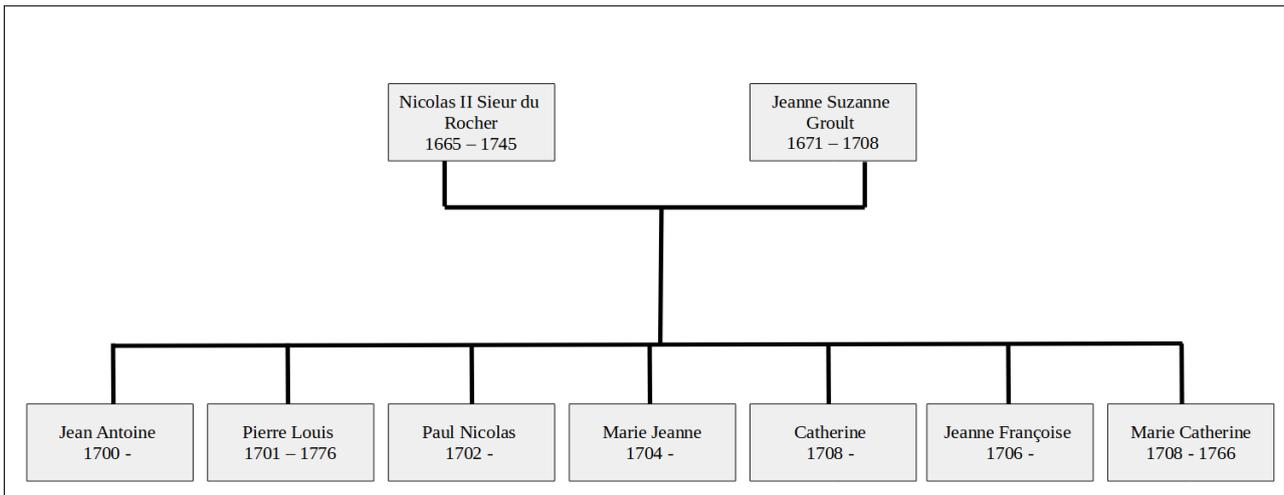 Nicolas II Sieur du
Rocher
1665 – 1745
Jeanne Suzanne
Groult
1671 – 1708
Jean Antoine
1700 -
Pierre Louis
1701 – 1776
Paul Nicolas
1702 -
Marie Jeanne
1704 -
Catherine
1708 -
Jeanne Françoise
1706 -
Marie Catherine
1708 - 1766